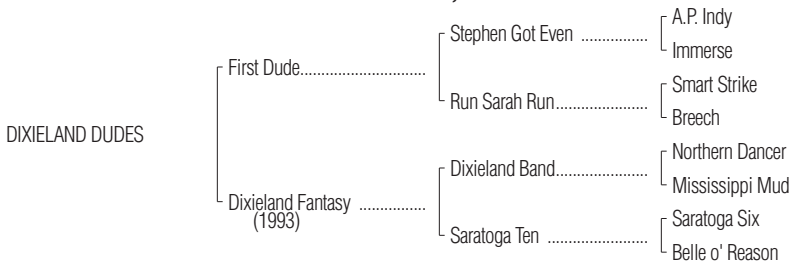 A.P. Indy
Stephen Got Even ................
Immerse
First Dude..............................
Smart Strike
Run Sarah Run......................
Breech
DIXIELAND DUDES
Northern Dancer
Dixieland Band......................
Mississippi Mud
Dixieland Fantasy ................
(1993)
Saratoga Six
Saratoga Ten ........................
Belle o' Reason